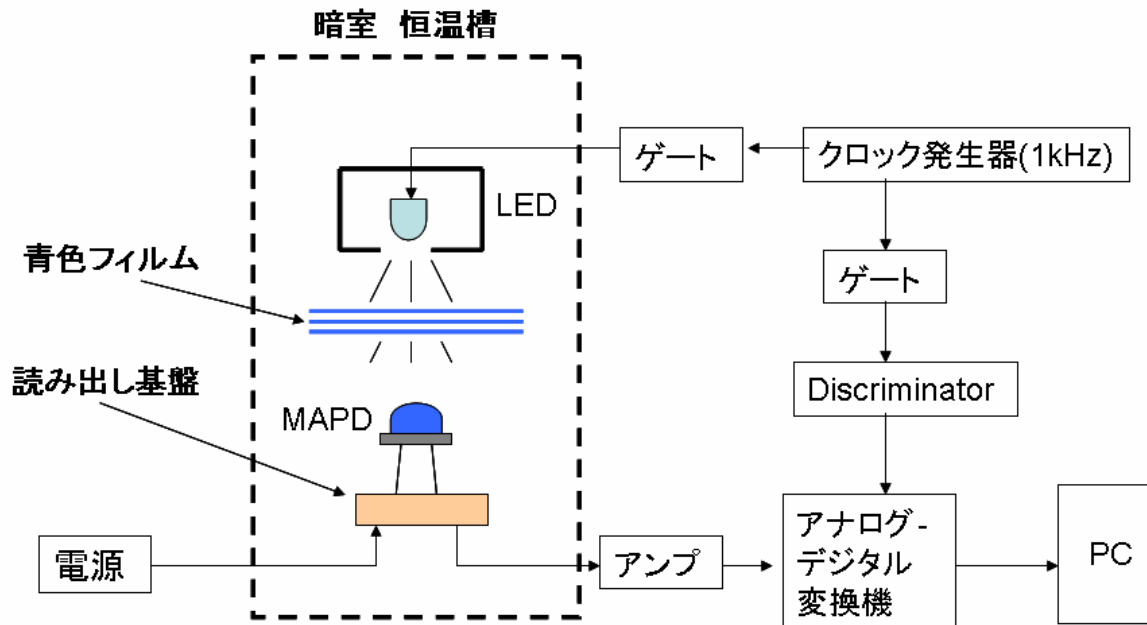 暗室 恒温槽
ゲート
クロック発生器(1kHz)
LED
青色フィルム
ゲート
読み出し基盤
MAPD
Discriminator
電源
アンプ
アナログ-
デジタル
変換機
PC